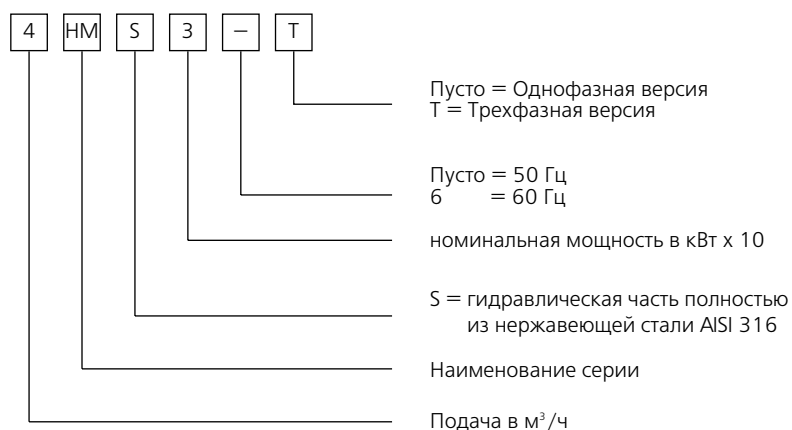 4 HM S 3 – T
Пусто = Однофазная версия
T = Трехфазная версия
Пусто = 50 Гц
6 = 60 Гц
номинальная мощность в кВт x 10
S = гидравлическая часть полностью
из нержавеющей стали AISI 316
Наименование серии
Подача в м³/ч